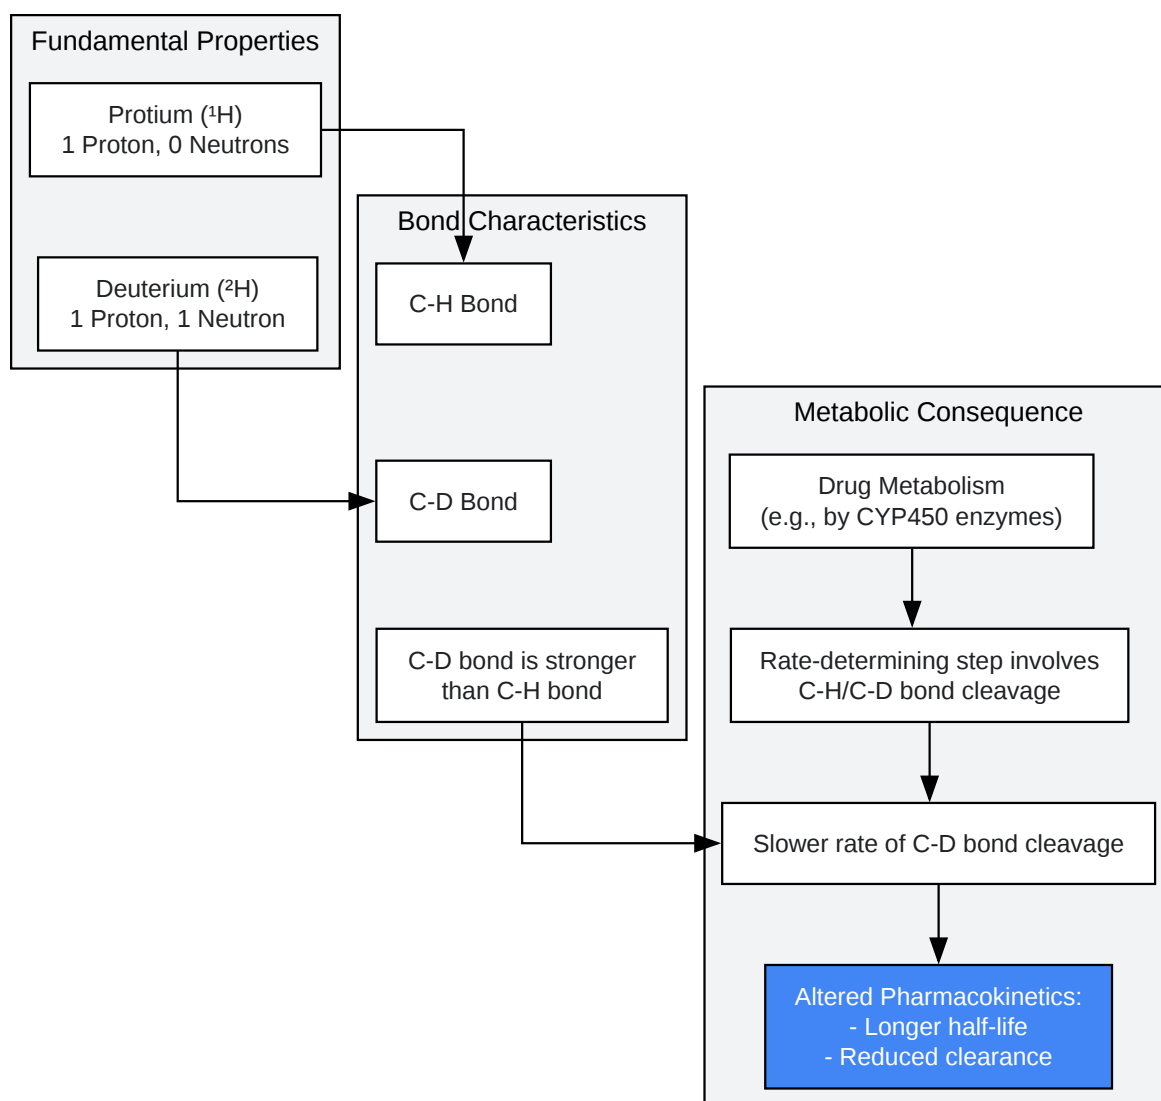 Fundamental Properties
Protium (¹H)
1 Proton, 0 Neutrons
Deuterium (²H)
1 Proton, 1 Neutron
Bond Characteristics
C-H Bond
C-D Bond
C-D bond is stronger
than C-H bond
Metabolic Consequence
Drug Metabolism
(e.g., by CYP450 enzymes)
Rate-determining step involves
C-H/C-D bond cleavage
Slower rate of C-D bond cleavage
Altered Pharmacokinetics:
- Longer half-life
- Reduced clearance